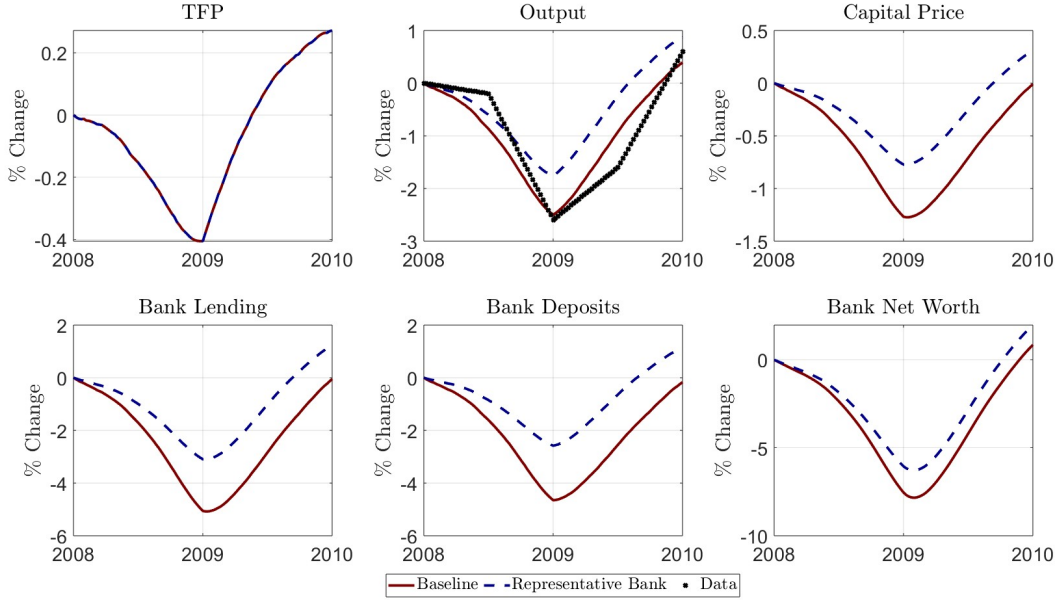 TFP
Output
Capital Price
% Change
0.2
0
-0.2
-0.4
2008 2009 2010
% Change
1
0
-1
-2
-3
2008 2009 2010
% Change
0.5
0
-0.5
-1
-1.5
2008 2009 2010
Bank Lending
Bank Deposits
Bank Net Worth
% Change
2
0
-2
-4
-6
2008 2009 2010
% Change
2
0
-2
-4
-6
2008 2009 2010
% Change
0
-5
-10
2008 2009 2010
Baseline Representative Bank Data